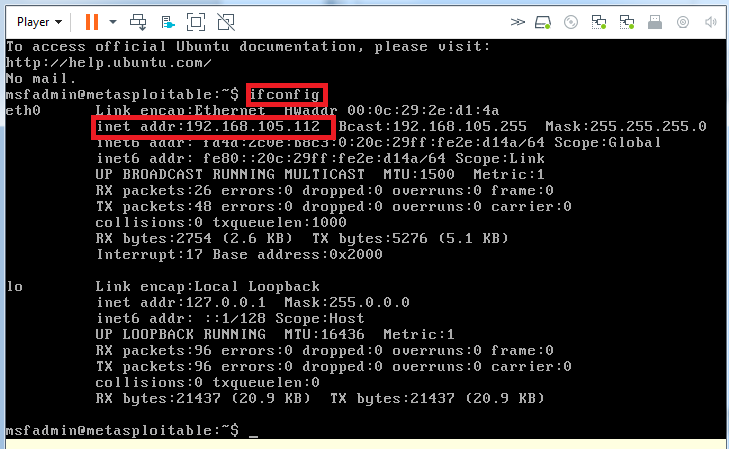 Player
To access official Ubuntu documentation, please visit:
http://help.ubuntu.com/
No mail.
msfadmin@metasploitable:~$ ifconfig
eth0 Link encap:Ethernet HWaddr 00:0c:29:2e:d1:4a
inet addr:192.168.105.112 Bcast:192.168.105.255 Mask:255.255.255.0
inet6 addr: fd4d:2c0e:b8c3:0:20c:29ff:fe2e:d14a/64 Scope:Global
inet6 addr: fe80::20c:29ff:fe2e:d14a/64 Scope:Link
UP BROADCAST RUNNING MULTICAST MTU:1500 Metric:1
RX packets:26 errors:0 dropped:0 overruns:0 frame:0
TX packets:48 errors:0 dropped:0 overruns:0 carrier:0
collisions:0 txqueuelen:1000
RX bytes:2754 (2.6 KB) TX bytes:5276 (5.1 KB)
Interrupt:17 Base address:0x2000
lo Link encap:Local Loopback
inet addr:127.0.0.1 Mask:255.0.0.0
inet6 addr: ::1/128 Scope:Host
UP LOOPBACK RUNNING MTU:16436 Metric:1
RX packets:96 errors:0 dropped:0 overruns:0 frame:0
TX packets:96 errors:0 dropped:0 overruns:0 carrier:0
collisions:0 txqueuelen:0
RX bytes:21437 (20.9 KB) TX bytes:21437 (20.9 KB)
msfadmin@metasploitable:~$ _